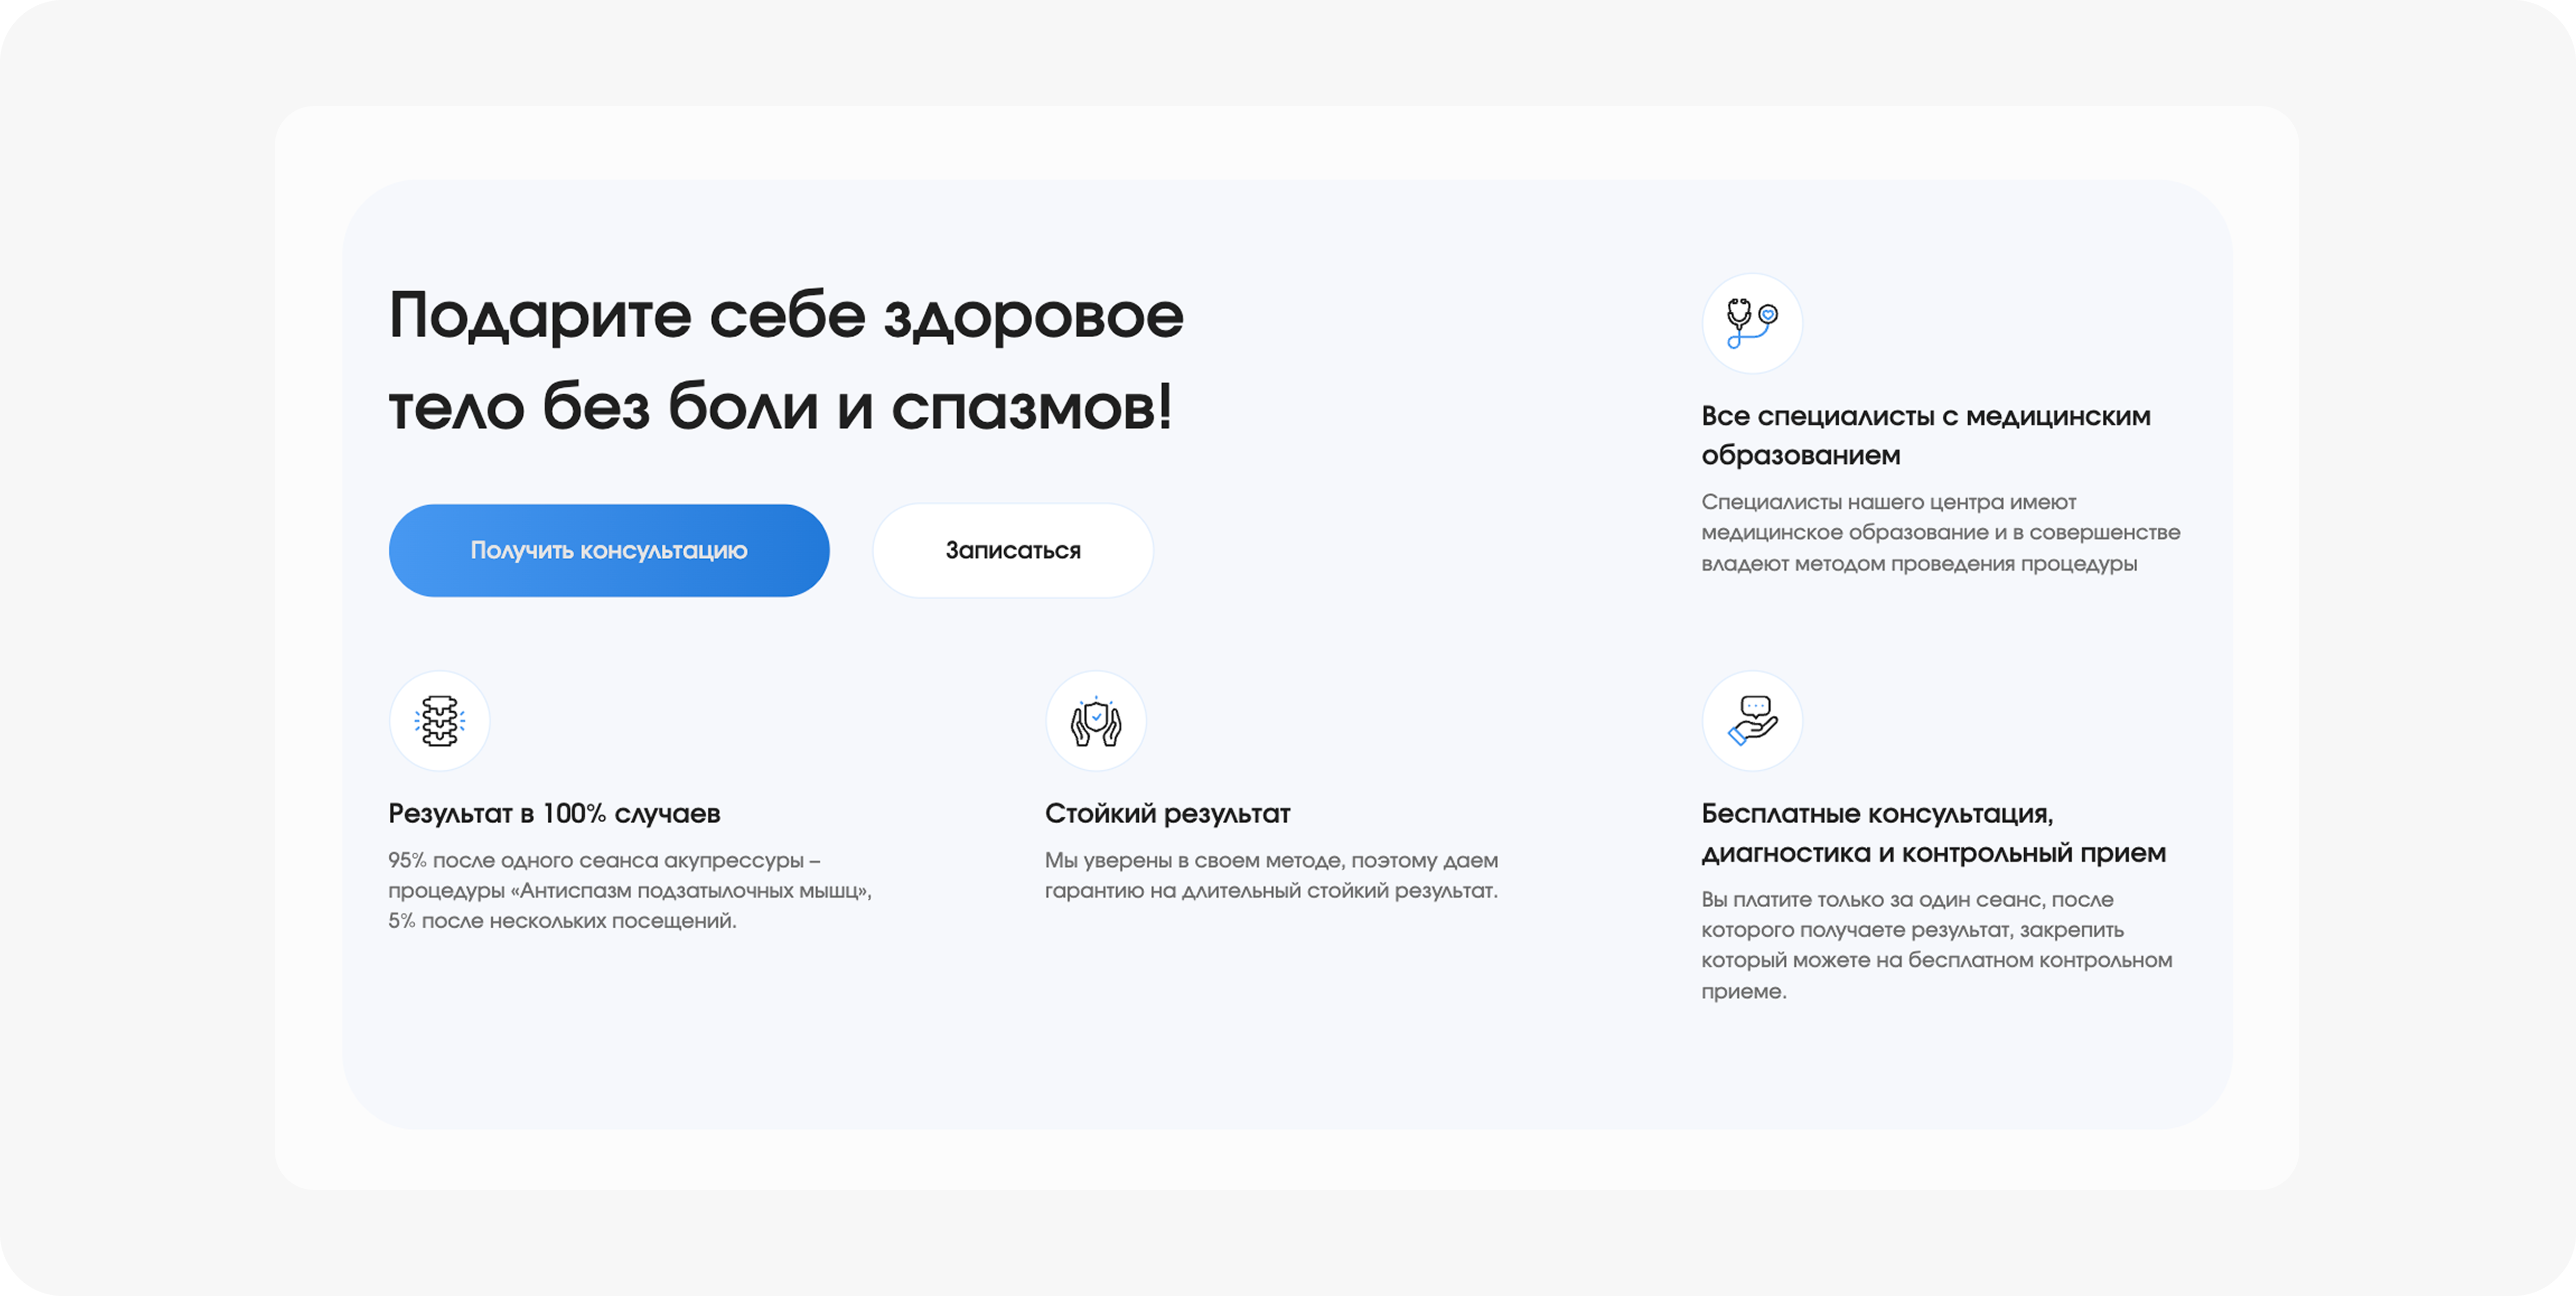 Подарите себе здоровое
тело без боли и спазмов!
Получить консультацию
Записаться
Все специалисты с медицинским
образованием
Специалисты нашего центра имеют
медицинское образование и в совершенстве
владеют методом проведения процедуры
Результат в 100% случаев
95% после одного сеанса акупрессуры –
процедуры «Антиспазм подзатылочных мышц»,
5% после нескольких посещений.
Стойкий результат
Мы уверены в своем методе, поэтому даем
гарантию на длительный стойкий результат.
Бесплатные консультация,
диагностика и контрольный прием
Вы платите только за один сеанс, после
которого получаете результат, закрепить
который можете на бесплатном контрольном
приеме.